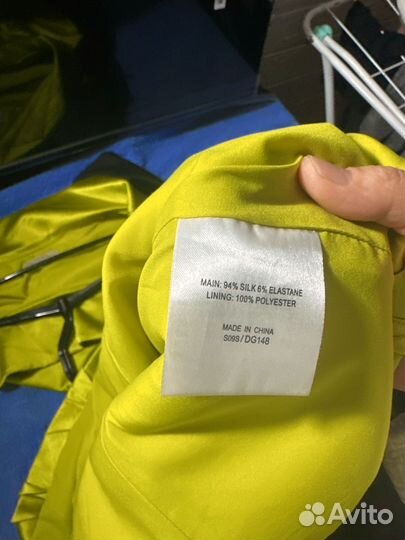 MAIN: 94% SILK 6% ELASTANE
LINING: 100% POLYESTER
MADE IN CHINA
S09S/DG148
Avito